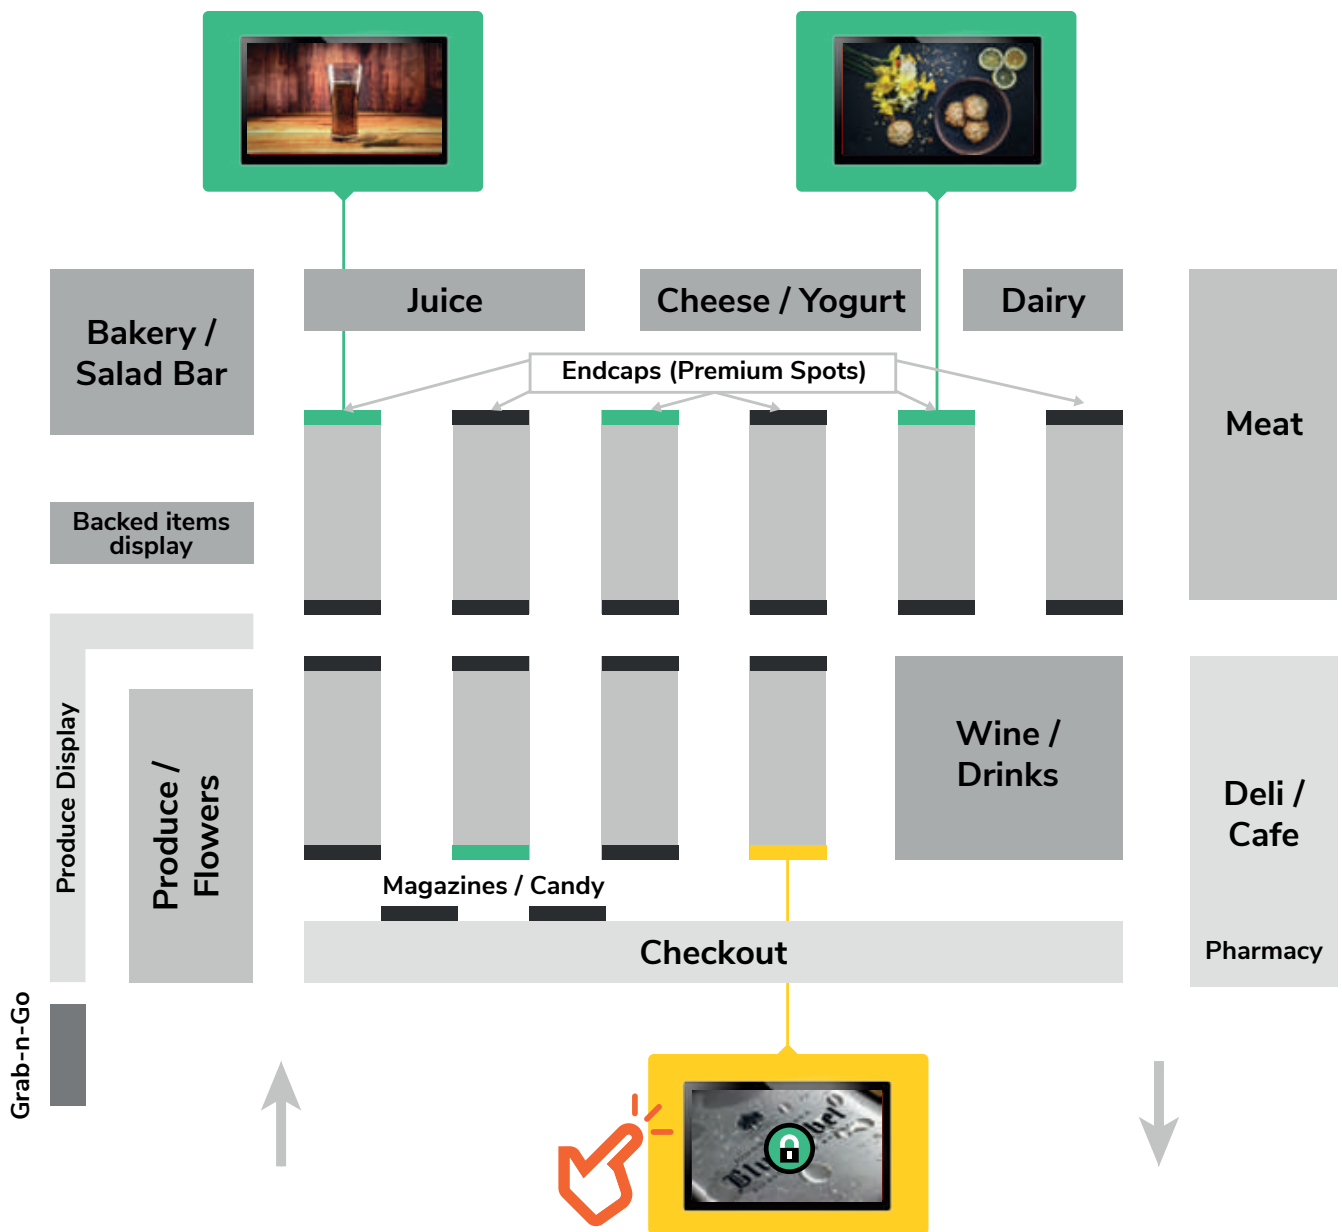 Juice
Cheese / Yogurt
Dairy
Bakery /
Salad Bar
Endcaps (Premium Spots)
Meat
Backed items
display
Produce Display
Produce /
Flowers
Wine /
Drinks
Deli /
Cafe
Magazines / Candy
Checkout
Pharmacy
Grab-n-Go